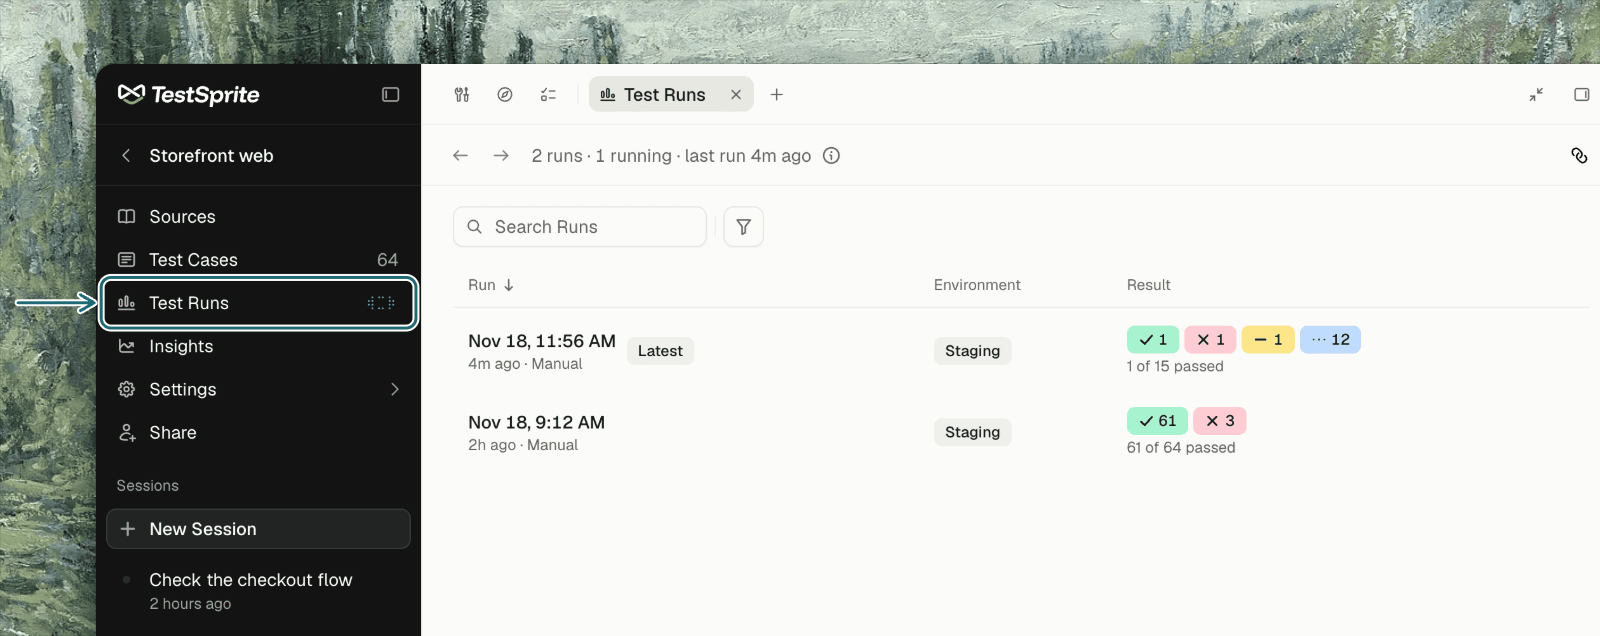 TestSprite
Storefront web
Sources
Test Cases 64
Test Runs
Insights
Settings
Share
Sessions
New Session
Check the checkout flow
2 hours ago
Test Runs
2 runs · 1 running · last run 4m ago
Search Runs
Run Environment Result
Nov 18, 11:56 AM Latest Staging 1 1 1 12
4m ago · Manual 1 of 15 passed
Nov 18, 9:12 AM Staging 61 3
2h ago · Manual 61 of 64 passed